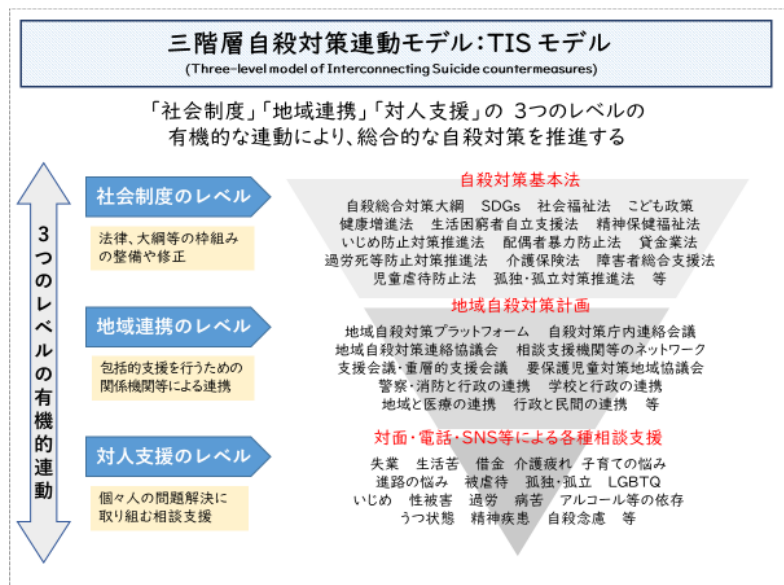 三階層自殺対策連動モデル:TISモデル
(Three-level model of Interconnecting Suicide countermeasures)
「社会制度」「地域連携」「対人支援」の 3つのレベルの
有機的な連動により、総合的な自殺対策を推進する
3つのレベルの有機的連動
社会制度のレベル
法律、大綱等の枠組み
の整備や修正
自殺対策基本法
自殺総合対策大綱 SDGs 社会福祉法 こども政策
健康増進法 生活困窮者自立支援法 精神保健福祉法
いじめ防止対策推進法 配偶者暴力防止法 貸金業法
過労死等防止対策推進法 介護保険法 障害者総合支援法
児童虐待防止法 孤独・孤立対策推進法 等
地域連携のレベル
包括的支援を行うための
関係機関等による連携
地域自殺対策計画
地域自殺対策プラットフォーム 自殺対策庁内連絡会議
地域自殺対策連絡協議会 相談支援機関等のネットワーク
支援会議・重層的支援会議 要保護児童対策地域協議会
警察・消防と行政の連携 学校と行政の連携
地域と医療の連携 行政と民間の連携 等
対人支援のレベル
個々人の問題解決に
取り組む相談支援
対面・電話・SNS等による各種相談支援
失業 生活苦 借金 介護疲れ 子育ての悩み
進路の悩み 被虐待 孤独・孤立 LGBTQ
いじめ 性被害 過労 病苦 アルコール等の依存
うつ状態 精神疾患 自殺念慮 等